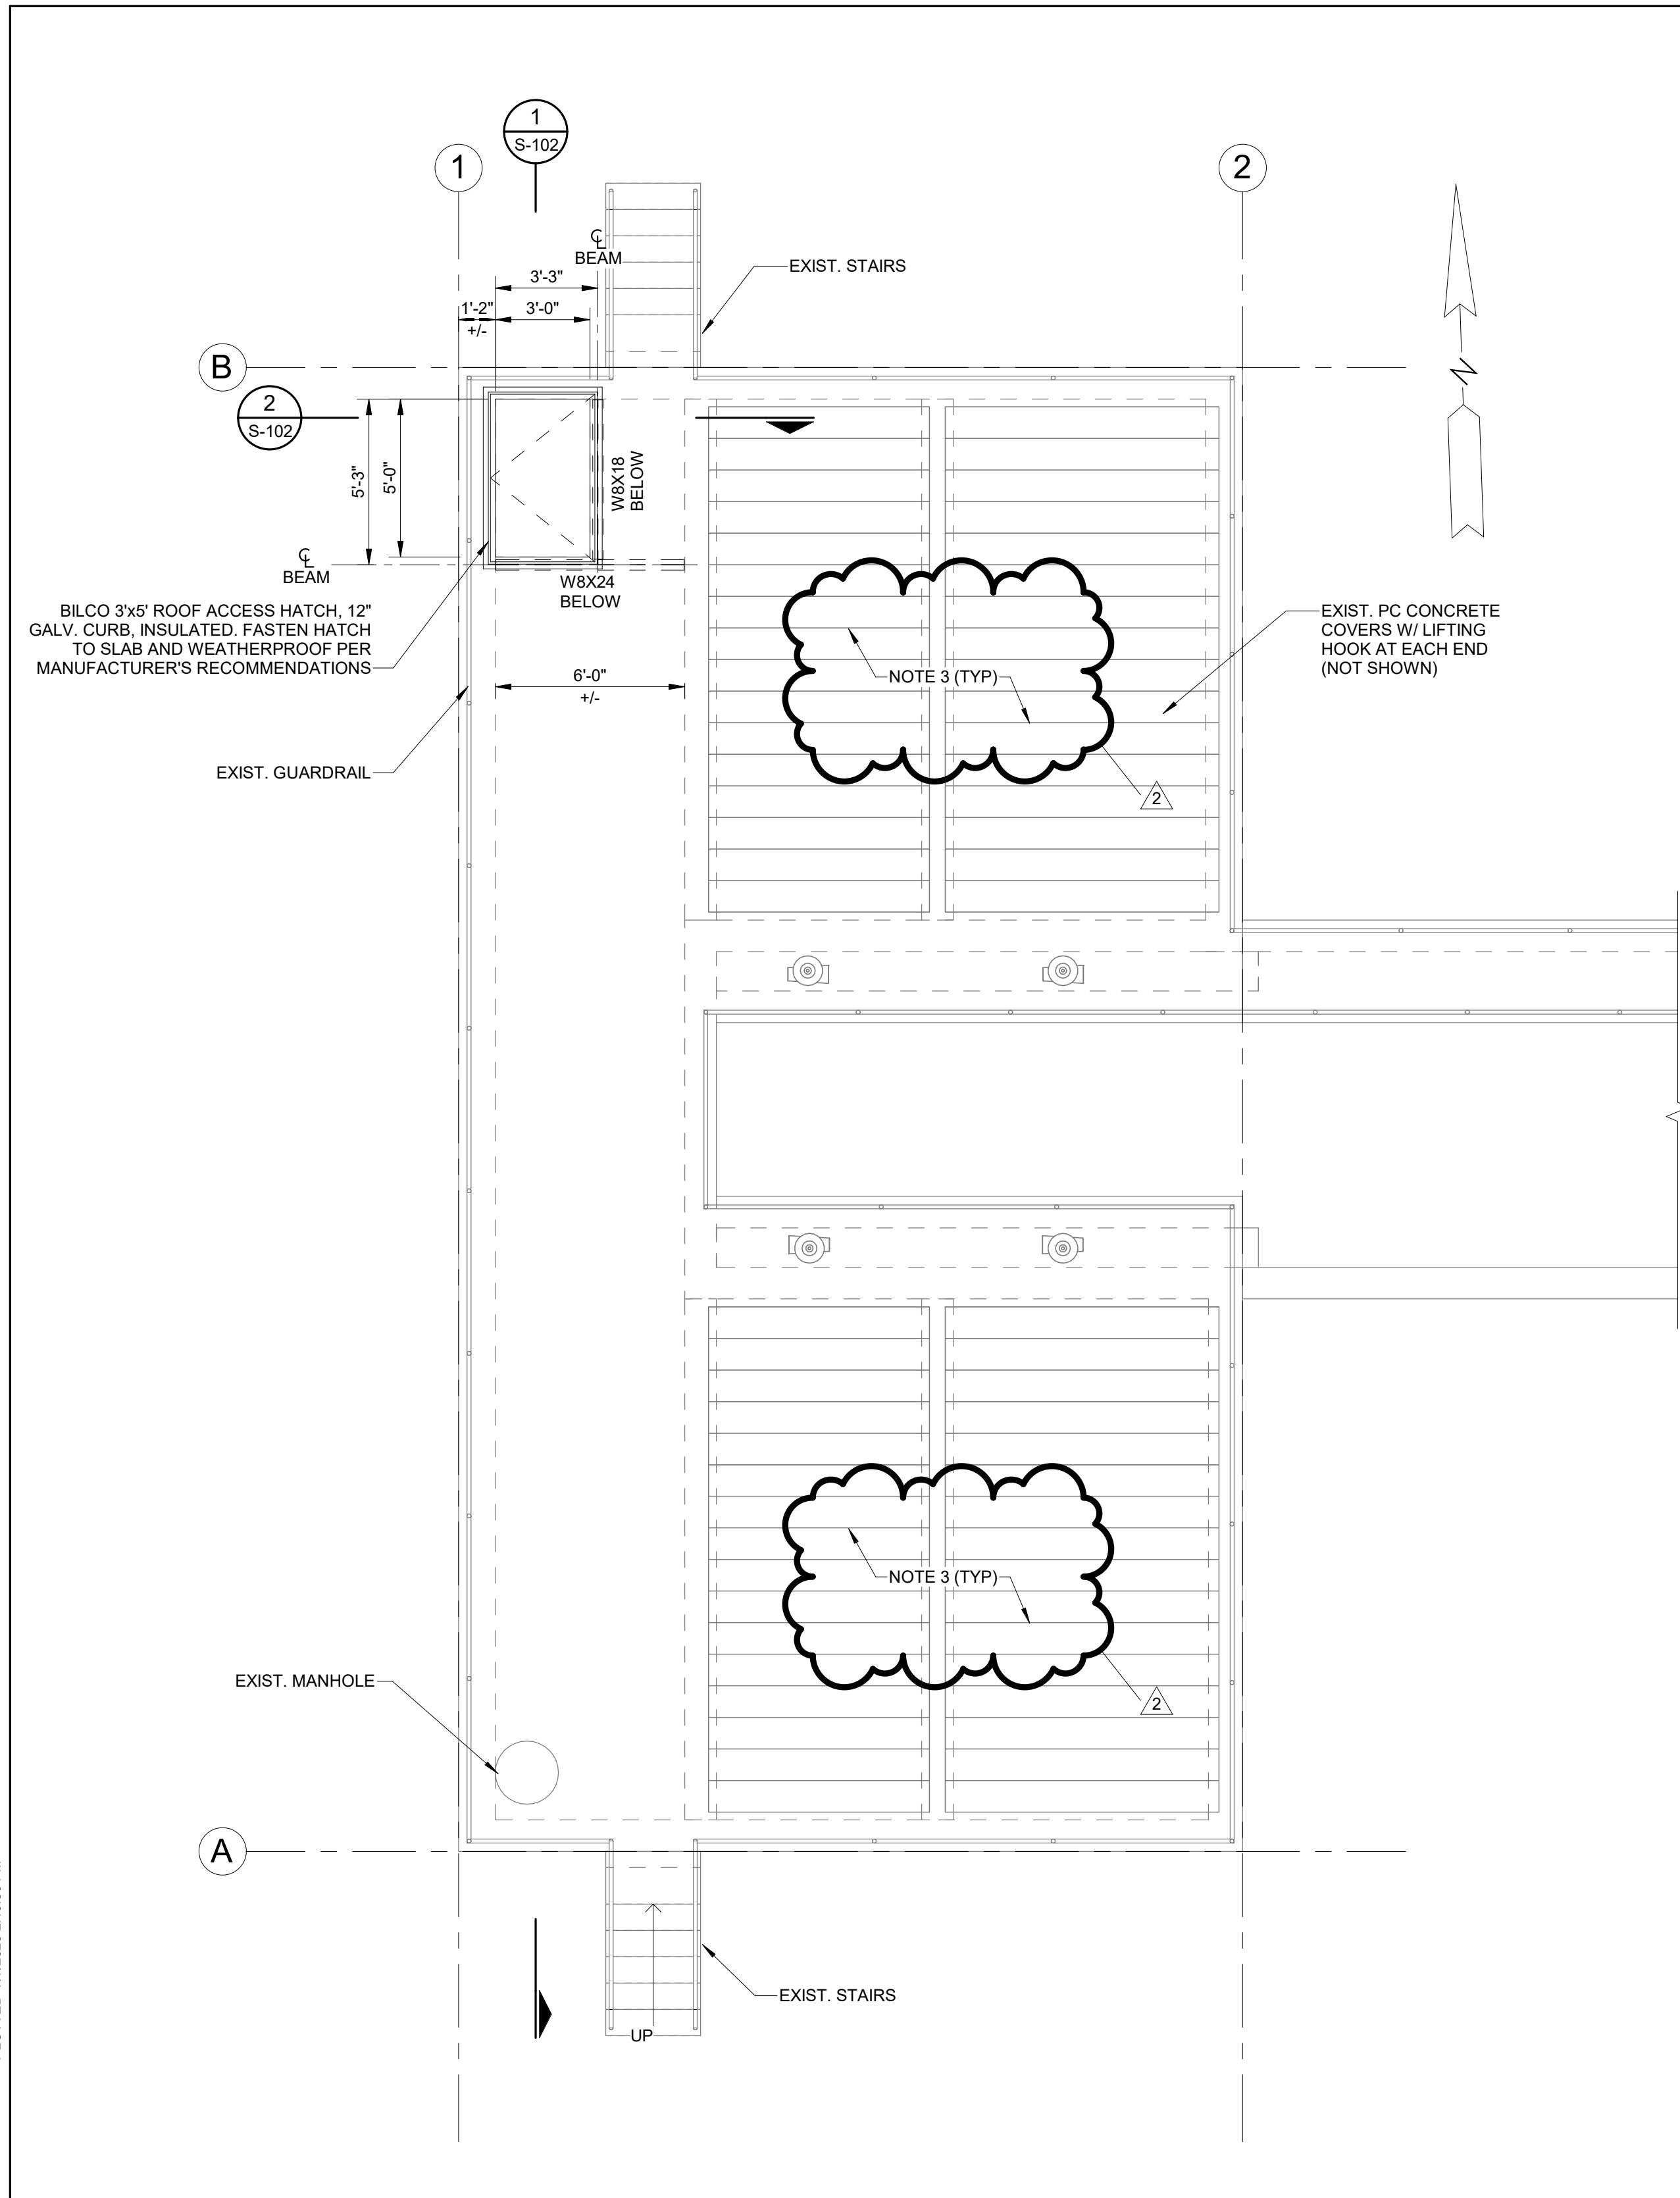 1
S-102
1
2
℄
BEAM
EXIST. STAIRS
3'-3"
1'-2"
+/-
3'-0"
N
B
2
S-102
5'-3"
5'-0"
W8X18
BELOW
℄
BEAM
W8X24
BELOW
BILCO 3'x5' ROOF ACCESS HATCH, 12"
GALV. CURB, INSULATED. FASTEN HATCH
TO SLAB AND WEATHERPROOF PER
MANUFACTURER'S RECOMMENDATIONS
EXIST. PC CONCRETE
COVERS W/ LIFTING
HOOK AT EACH END
(NOT SHOWN)
6'-0"
+/-
NOTE 3 (TYP)
EXIST. GUARDRAIL
2
NOTE 3 (TYP)
EXIST. MANHOLE
2
A
EXIST. STAIRS
UP